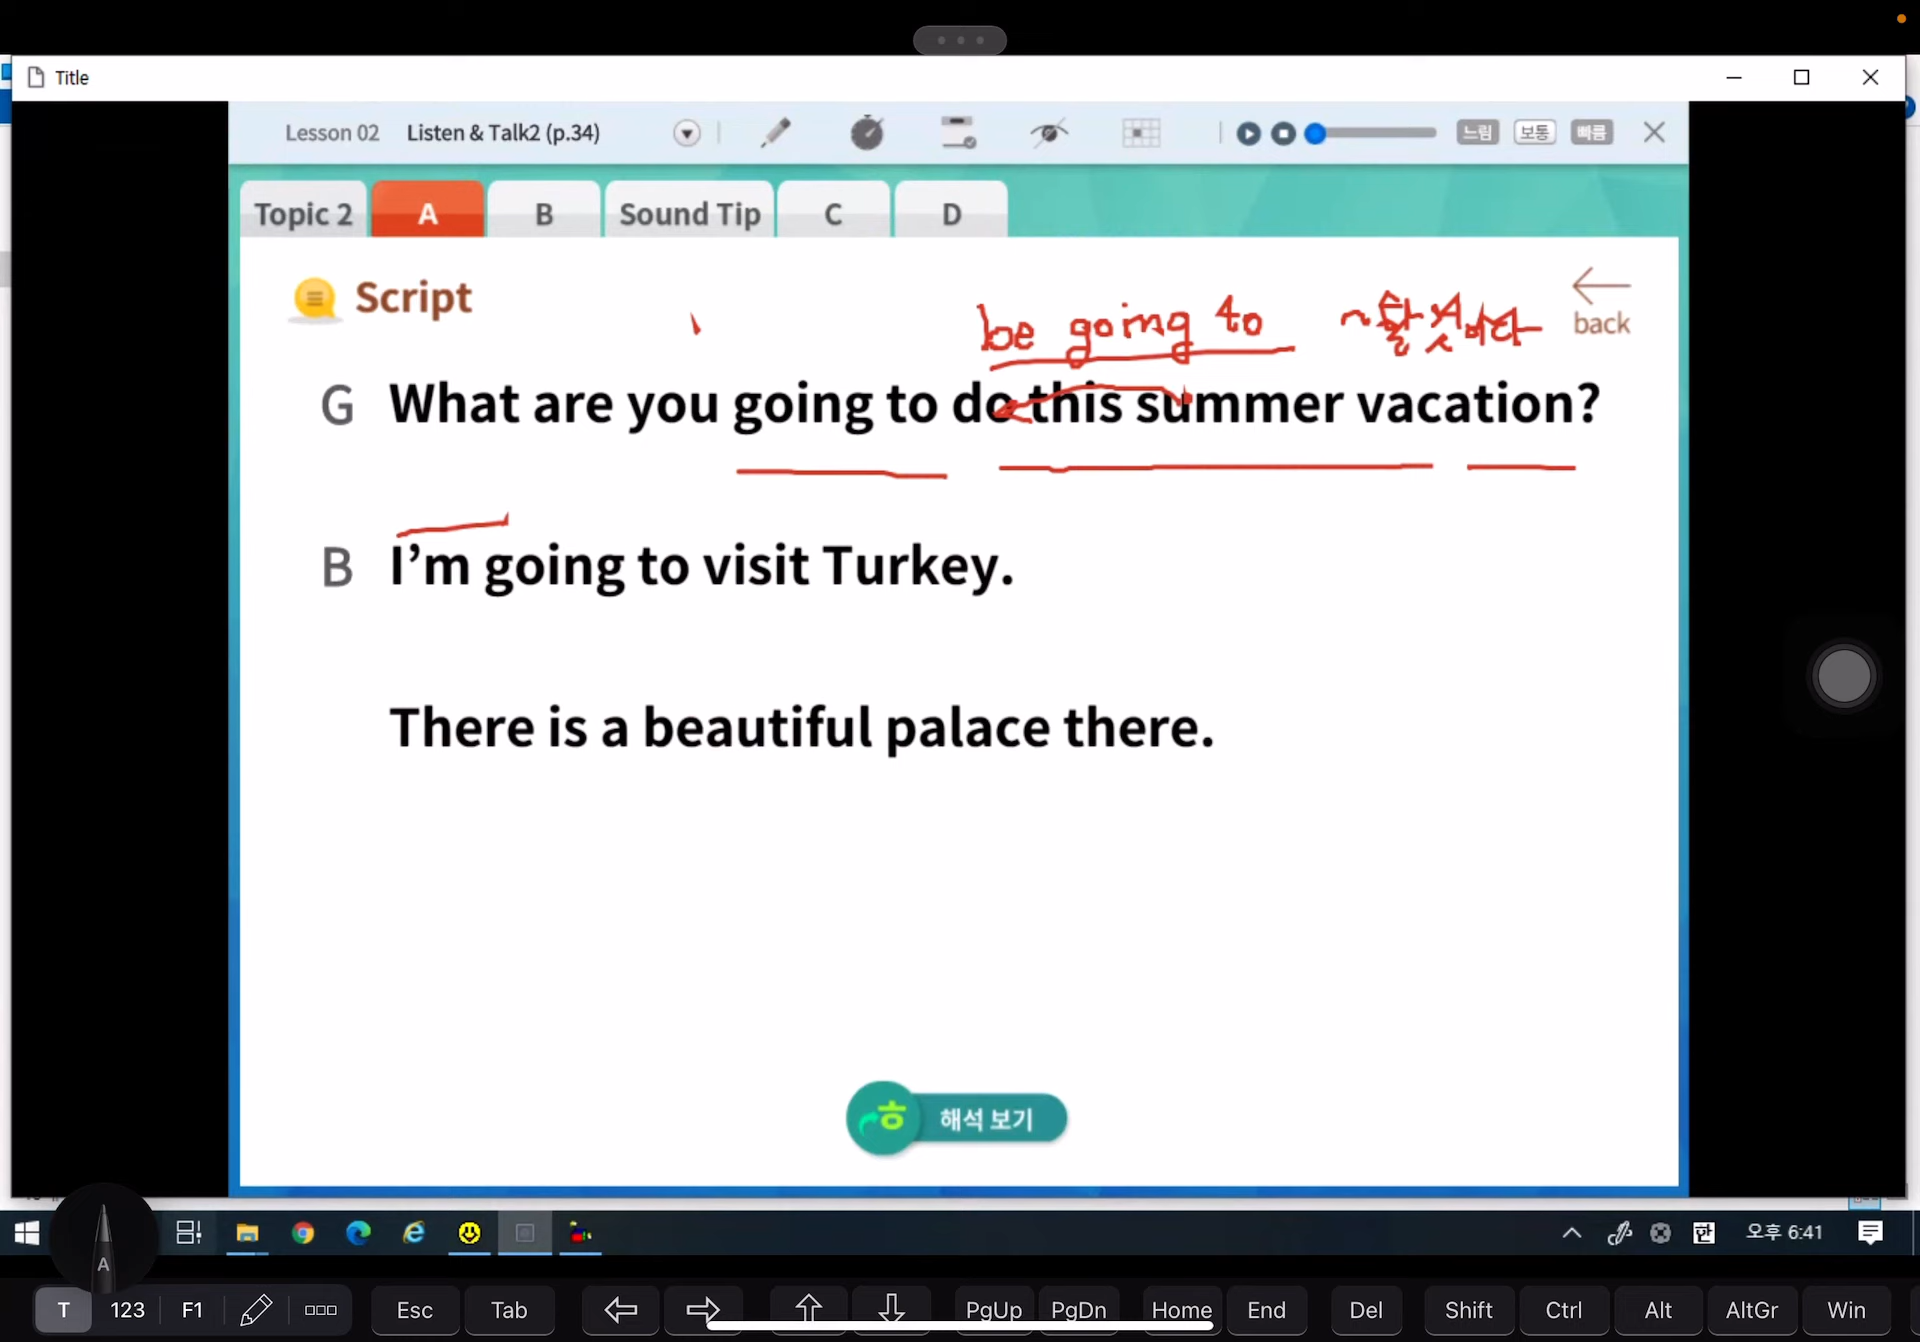 Title
Lesson 02 Listen & Talk2 (p.34) 느림 보통 빠름
Topic 2 A B Sound Tip C D
Script
be going to ~할 것이다
back
G What are you going to do this summer vacation?
B I'm going to visit Turkey.
There is a beautiful palace there.
ㅎ 해석 보기
A
한 오후 6:41
T 123 F1 Esc Tab PgUp PgDn Home End Del Shift Ctrl Alt AltGr Win